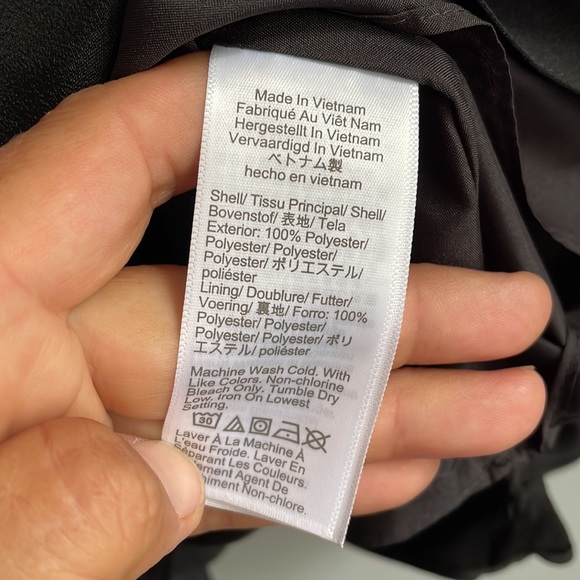 Made In Vietnam
Fabriqué Au Viêt Nam
Hergestellt In Vietnam
Vervaardigd In Vietnam
ベトナム製
hecho en vietnam
Shell/ Tissu Principal/ Shell/
Bovenstof/ 表地/ Tela
Exterior: 100% Polyester/
Polyester/ Polyester/
Polyester/ ポリエステル/
poliéster
Lining/ Doublure/ Futter/
Voering/ 裏地/ Forro: 100%
Polyester/ Polyester/
Polyester/ Polyester/ ポリ
エステル/ poliéster
Machine Wash Cold. With
Like Colors. Non-chlorine
Bleach Only. Tumble Dry
Low. Iron On Lowest
Setting.
30
Laver À La Machine À
L'eau Froide. Laver En
Séparant Les Couleurs.
Agent De
Non-chlore.